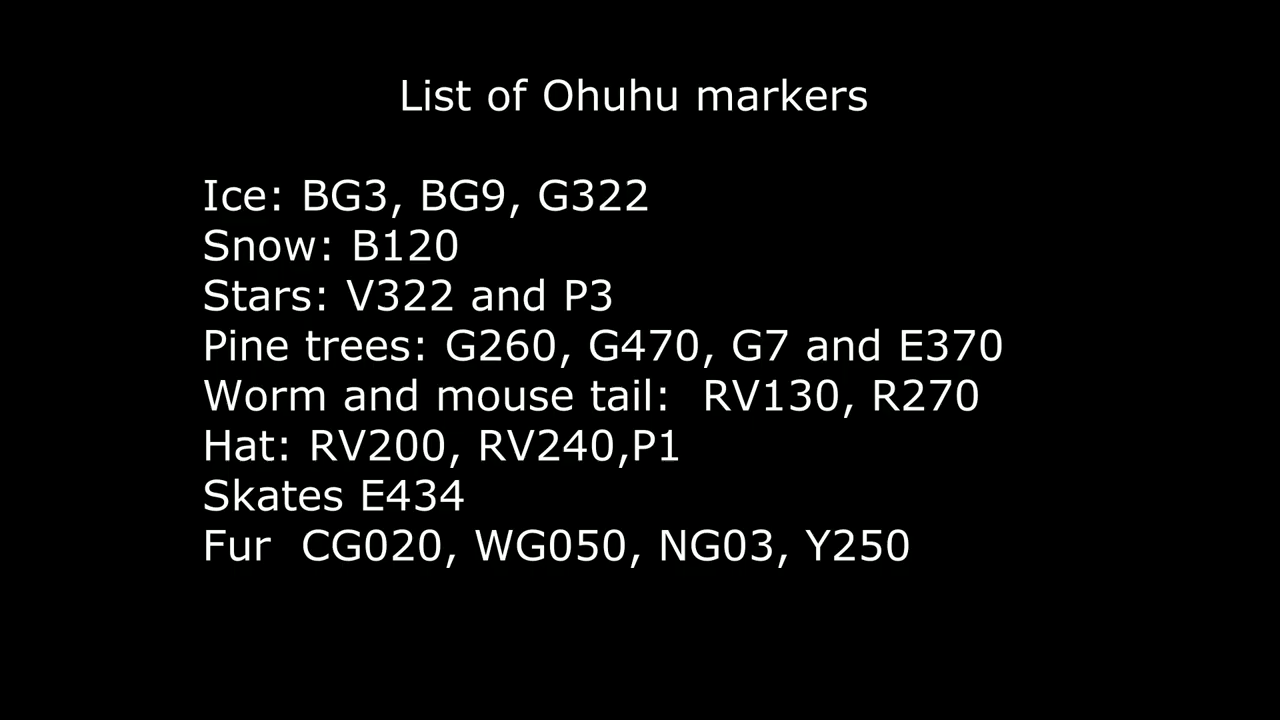 List of Ohuhu markers
Ice: BG3, BG9, G322
Snow: B120
Stars: V322 and P3
Pine trees: G260, G470, G7 and E370
Worm and mouse tail:  RV130, R270
Hat: RV200, RV240,P1
Skates E434
Fur  CG020, WG050, NG03, Y250